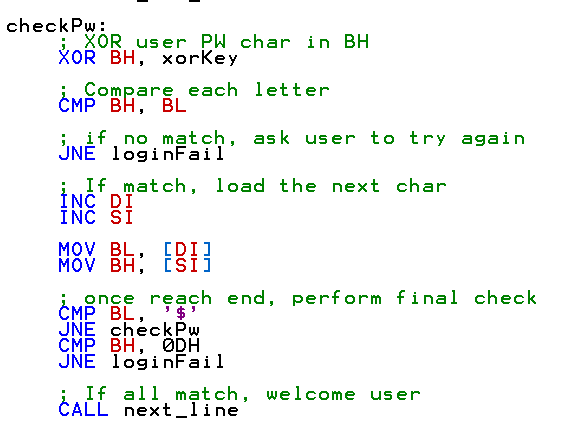 checkPw:
; XOR user PW char in BH
XOR BH, xorKey
; Compare each letter
CMP BH, BL
; if no match, ask user to try again
JNE loginFail
; If match, load the next char
INC DI
INC SI
MOV BL, [DI]
MOV BH, [SI]
; once reach end, perform final check
CMP BL, '$'
JNE checkPw
CMP BH, 0DH
JNE loginFail
; If all match, welcome user
CALL next_line